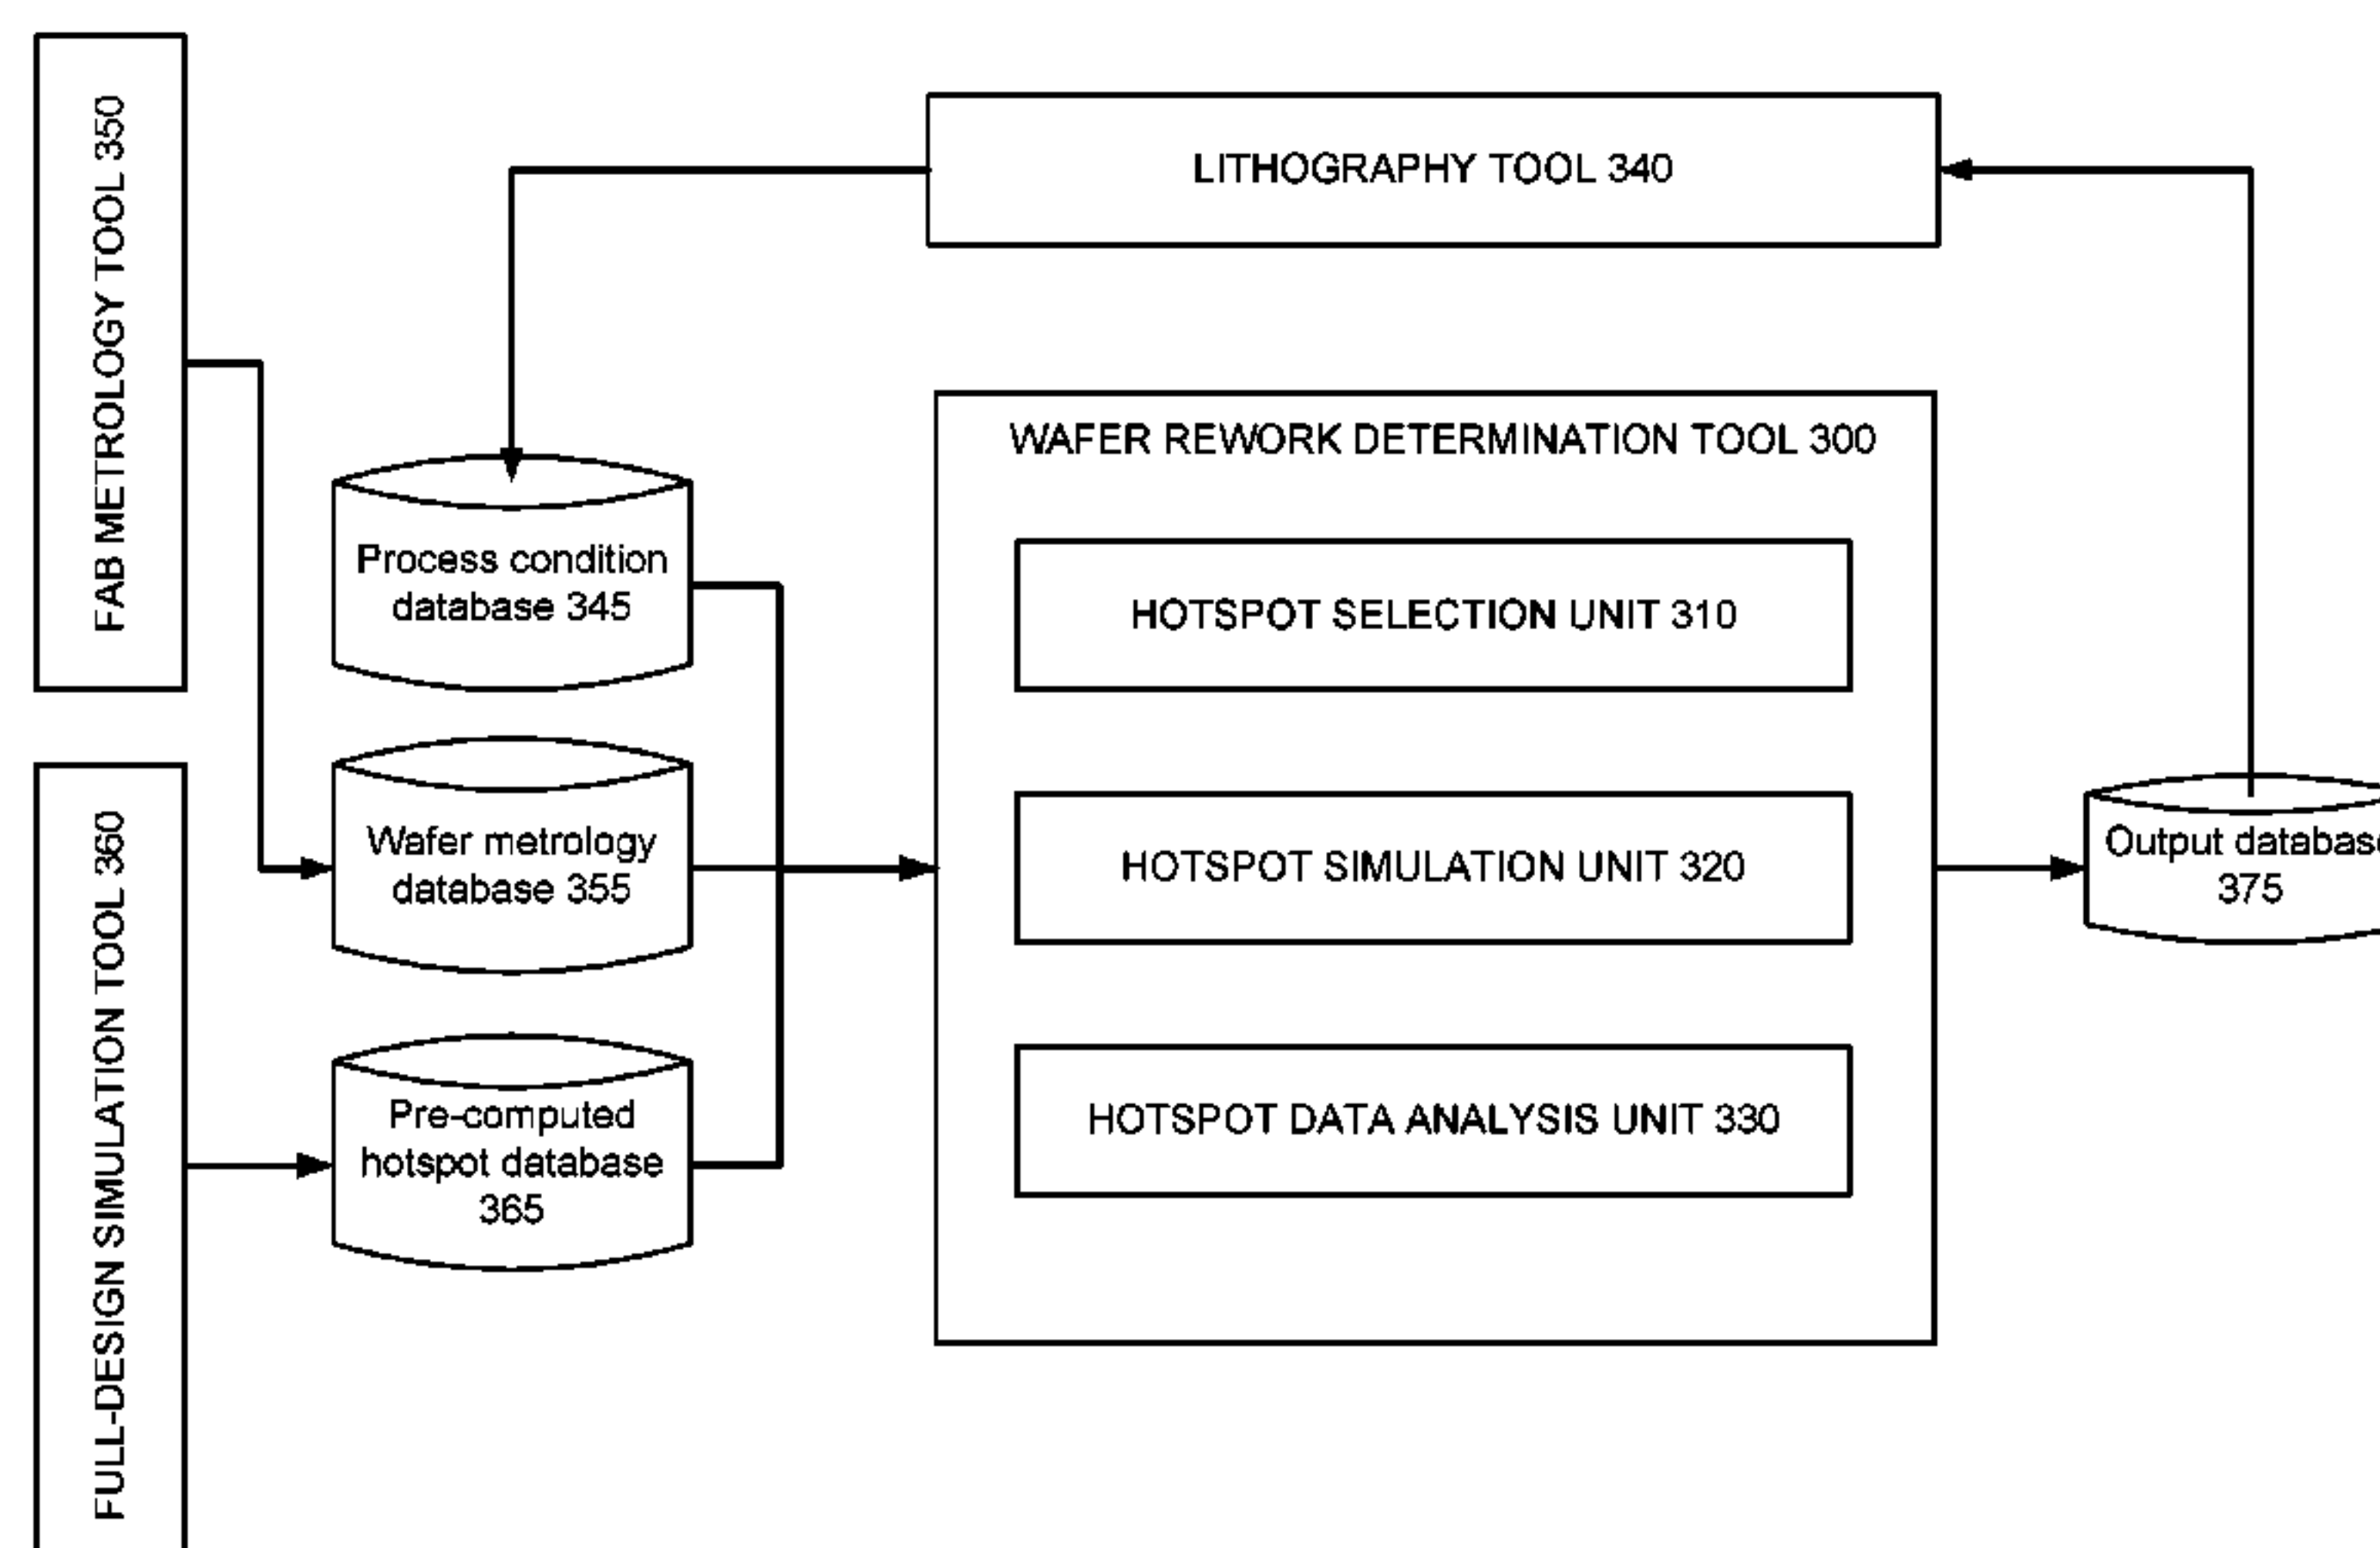 FAB METROLOGY TOOL 350
LITHOGRAPHY TOOL 340
WAFER REWORK DETERMINATION TOOL 300
Process condition
database 345
HOTSPOT SELECTION UNIT 310
FULL-DESIGN SIMULATION TOOL 360
Wafer metrology
database 355
HOTSPOT SIMULATION UNIT 320
Output database
375
Pre-computed
hotspot database
365
HOTSPOT DATA ANALYSIS UNIT 330